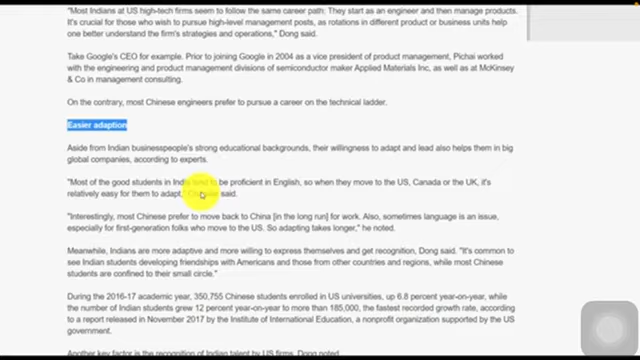 "Most Indians at US high-tech firms seem to follow the same career path: They start as an engineer and then manage products.
It's crucial for those who wish to pursue high-level management posts, as rotations in different product or business units help
one better understand the firm's strategies and operations," Dong said.
Take Google's CEO for example. Prior to joining Google in 2004 as a vice president of product management, Pichai worked
with the engineering and product management divisions of semiconductor maker Applied Materials Inc, as well as at McKinsey
& Co in management consulting.
On the contrary, most Chinese engineers prefer to pursue a career on the technical ladder.
Easier adaption
Aside from Indian businesspeople's strong educational backgrounds, their willingness to adapt and lead also helps them in big
global companies, according to experts.
"Most of the good students in India tend to be proficient in English, so when they move to the US, Canada or the UK, it's
relatively easy for them to adapt," said.
"Interestingly, most Chinese prefer to move back to China [in the long run] for work. Also, sometimes language is an issue,
especially for first-generation folks who move to the US. So adapting takes longer," he noted.
Meanwhile, Indians are more adaptive and more willing to express themselves and get recognition, Dong said. "It's common to
see Indian students developing friendships with Americans and those from other countries and regions, while most Chinese
students are confined to their small circle."
During the 2016-17 academic year, 350,755 Chinese students enrolled in US universities, up 6.8 percent year-on-year, while
the number of Indian students grew 12 percent year-on-year to more than 185,000, the fastest recorded growth rate, according
to a report released in November 2017 by the Institute of International Education, a nonprofit organization supported by the US
government.
Another key factor is the recognition of Indian talent by US firms, Dong noted.